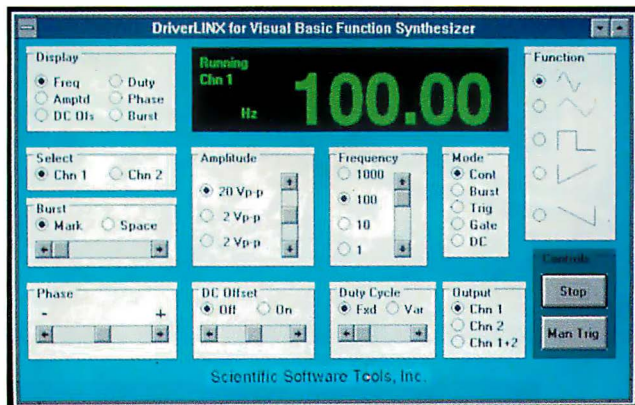 DriverLINX for Visual Basic Function Synthesizer
Display
Freq
Duty
Amptd
Phase
DC Ofs
Burst
Running
Chn 1
Hz
100.00
Function
Select
Chn 1
Chn 2
Burst
Mark
Space
Amplitude
20 Vp-p
2 Vp-p
.2 Vp-p
Frequency
1000
100
10
1
Mode
Cont
Burst
Trig
Gate
DC
Phase
-
+
DC Offset
Off
On
Duty Cycle
Fxd
Var
Output
Chn 1
Chn 2
Chn 1+2
Controls
Stop
Man Trig
Scientific Software Tools, Inc.